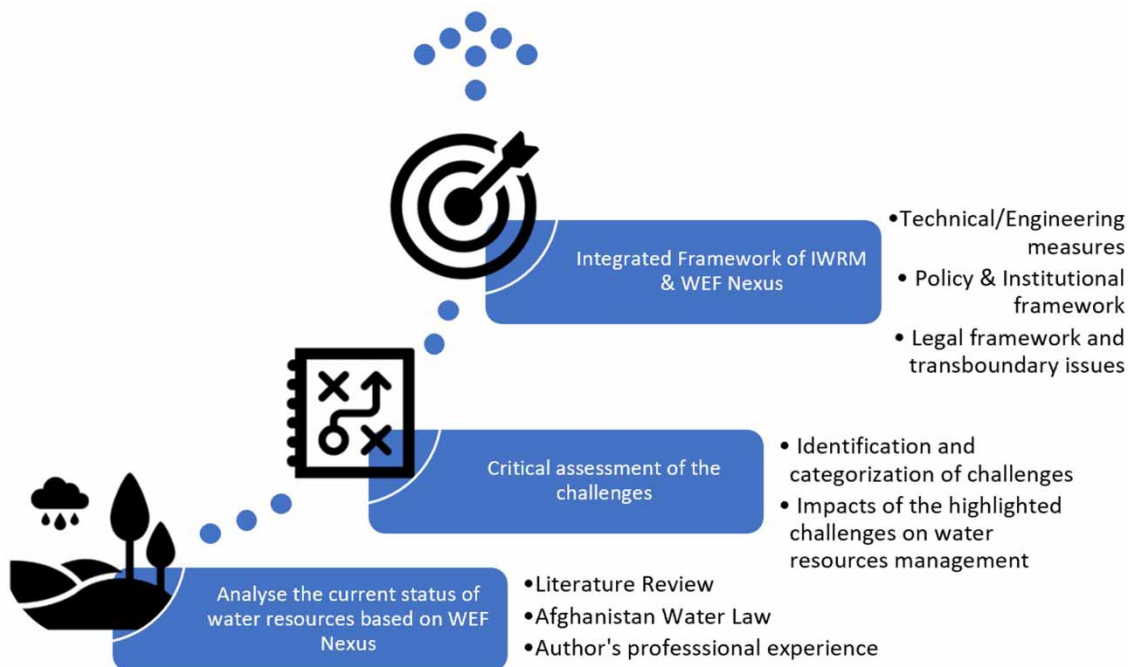 Integrated Framework of IWRM
& WEF Nexus
•Technical/Engineering
measures
• Policy & Institutional
framework
• Legal framework and
transboundary issues
Critical assessment of the
challenges
• Identification and
categorization of challenges
• Impacts of the highlighted
challenges on water
resources management
Analyse the current status of
water resources based on WEF
Nexus
•Literature Review
•Afghanistan Water Law
•Author's professsional experience